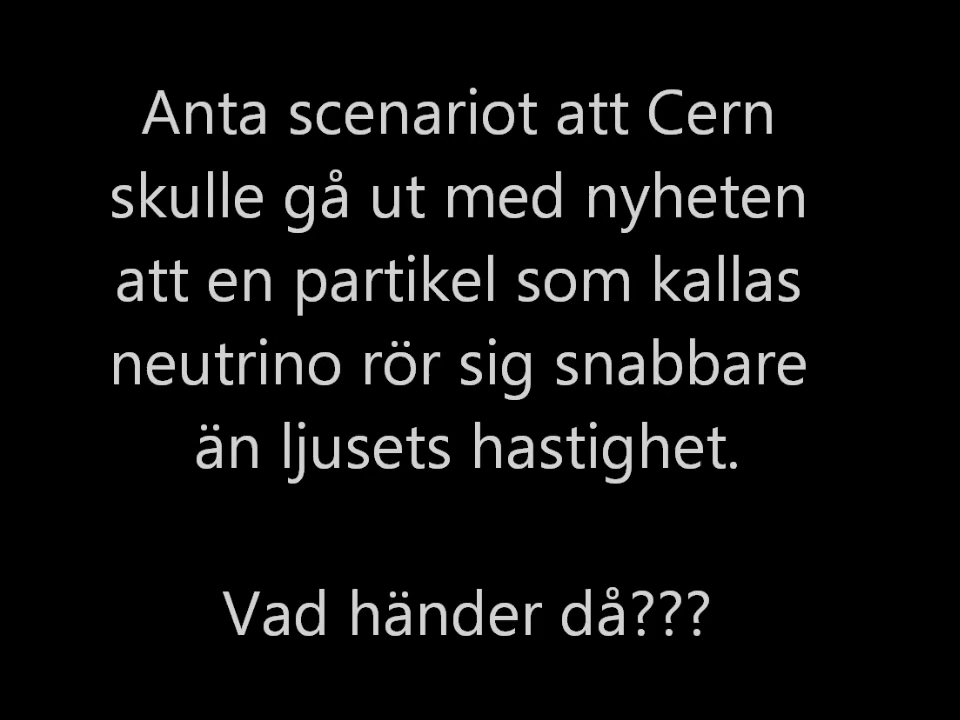 Anta scenariot att Cern
skulle gå ut med nyheten
att en partikel som kallas
neutrino rör sig snabbare
än ljusets hastighet.
Vad händer då???